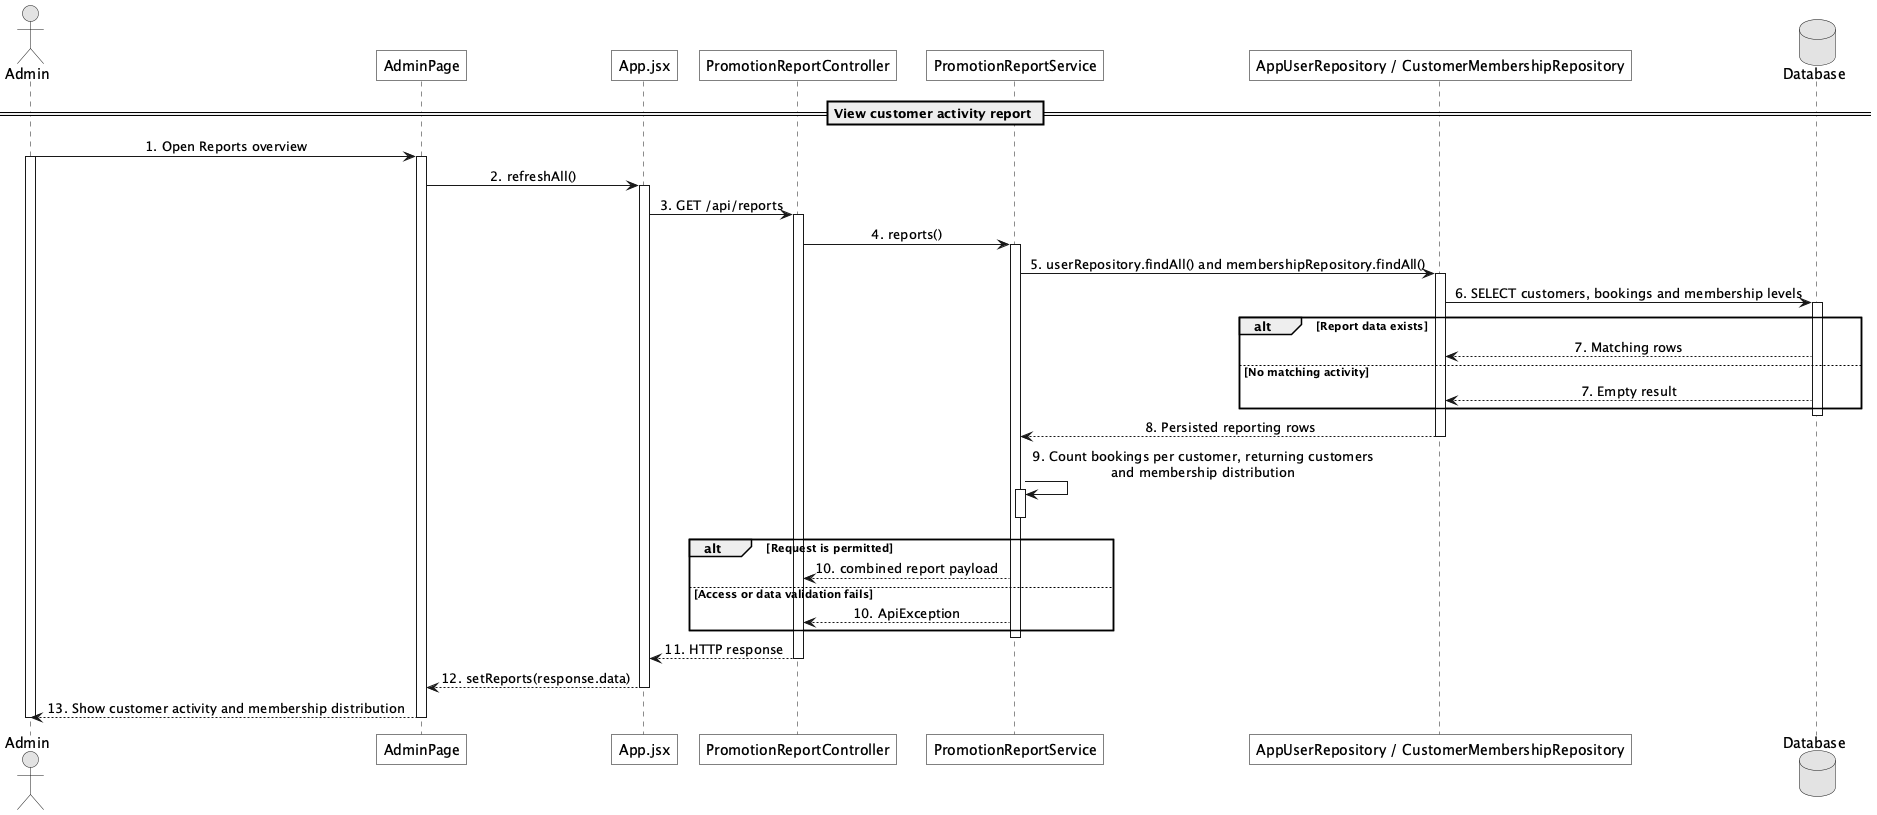 Admin
AdminPage
App.jsx
PromotionReportController
PromotionReportService
AppUserRepository / CustomerMembershipRepository
Database
View customer activity report
1. Open Reports overview
2. refreshAll()
3. GET /api/reports
4. reports()
5. userRepository.findAll() and membershipRepository.findAll()
6. SELECT customers, bookings and membership levels
alt [Report data exists]
7. Matching rows
[No matching activity]
7. Empty result
8. Persisted reporting rows
9. Count bookings per customer, returning customers
and membership distribution
alt [Request is permitted]
10. combined report payload
[Access or data validation fails]
10. ApiException
11. HTTP response
12. setReports(response.data)
13. Show customer activity and membership distribution
Admin
AdminPage
App.jsx
PromotionReportController
PromotionReportService
AppUserRepository / CustomerMembershipRepository
Database